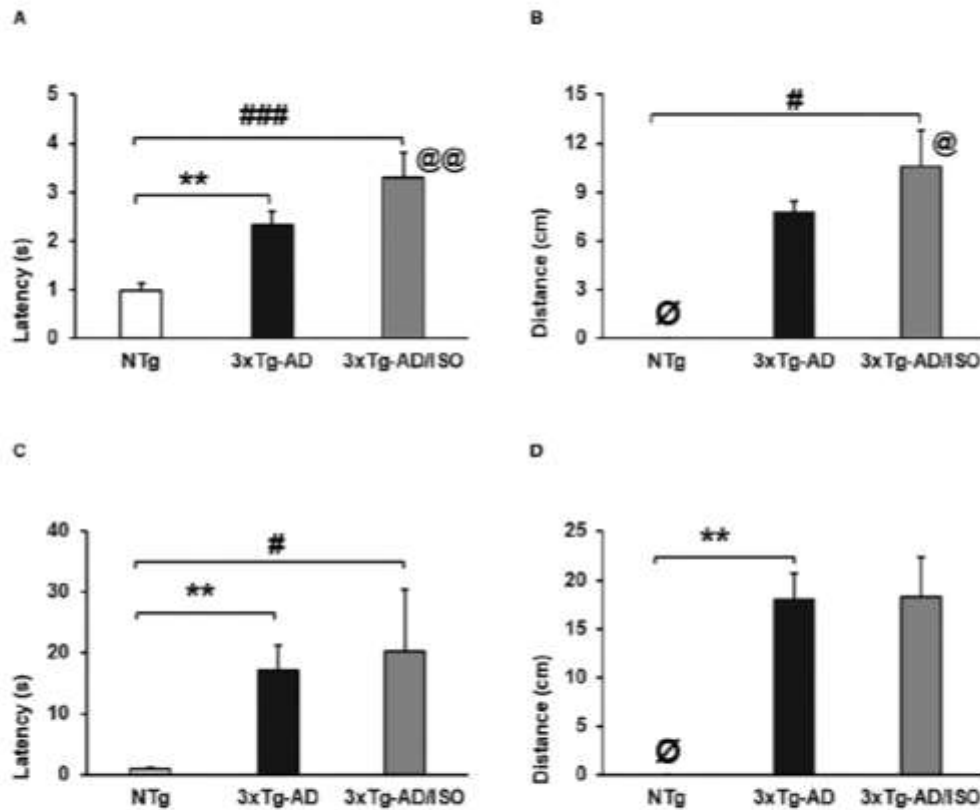 A
Latency (s)
5
4
3
2
1
0
###
**
@@
NTg 3xTg-AD 3xTg-AD/ISO
B
Distance (cm)
15
12
9
6
3
0
#
@
Ø
NTg 3xTg-AD 3xTg-AD/ISO
C
Latency (s)
40
30
20
10
0
#
**
NTg 3xTg-AD 3xTg-AD/ISO
D
Distance (cm)
25
20
15
10
5
0
**
Ø
NTg 3xTg-AD 3xTg-AD/ISO